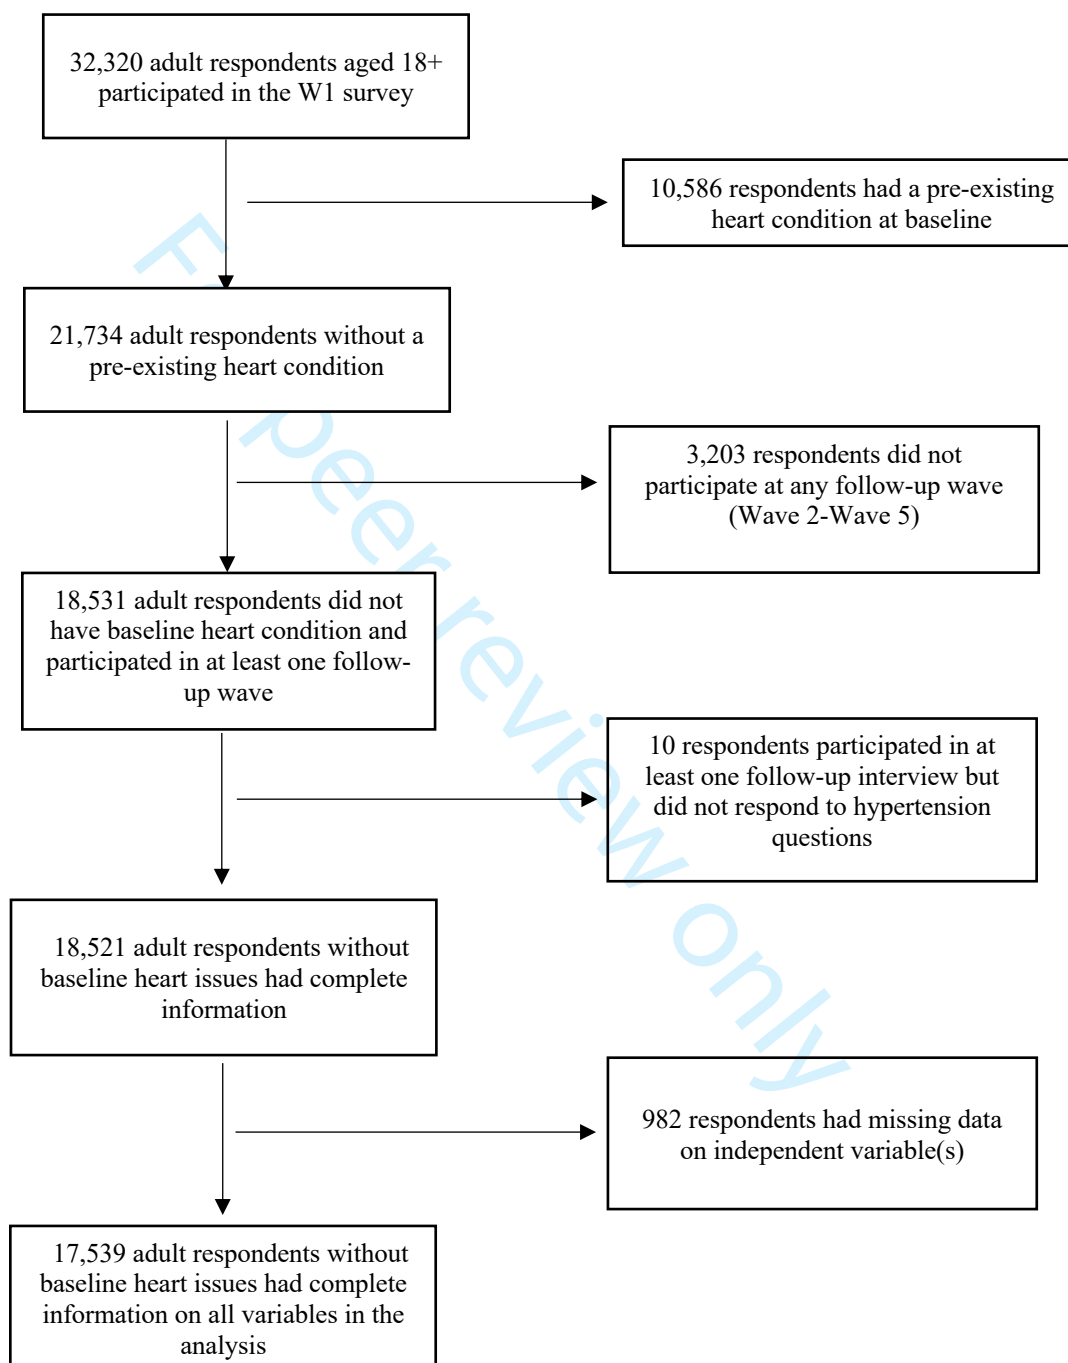 32,320 adult respondents aged 18+
participated in the W1 survey
10,586 respondents had a pre-existing
heart condition at baseline
21,734 adult respondents without a
pre-existing heart condition
3,203 respondents did not
participate at any follow-up wave
(Wave 2-Wave 5)
18,531 adult respondents did not
have baseline heart condition and
participated in at least one follow-
up wave
10 respondents participated in at
least one follow-up interview but
did not respond to hypertension
questions
18,521 adult respondents without
baseline heart issues had complete
information
982 respondents had missing data
on independent variable(s)
17,539 adult respondents without
baseline heart issues had complete
information on all variables in the
analysis
For peer review only